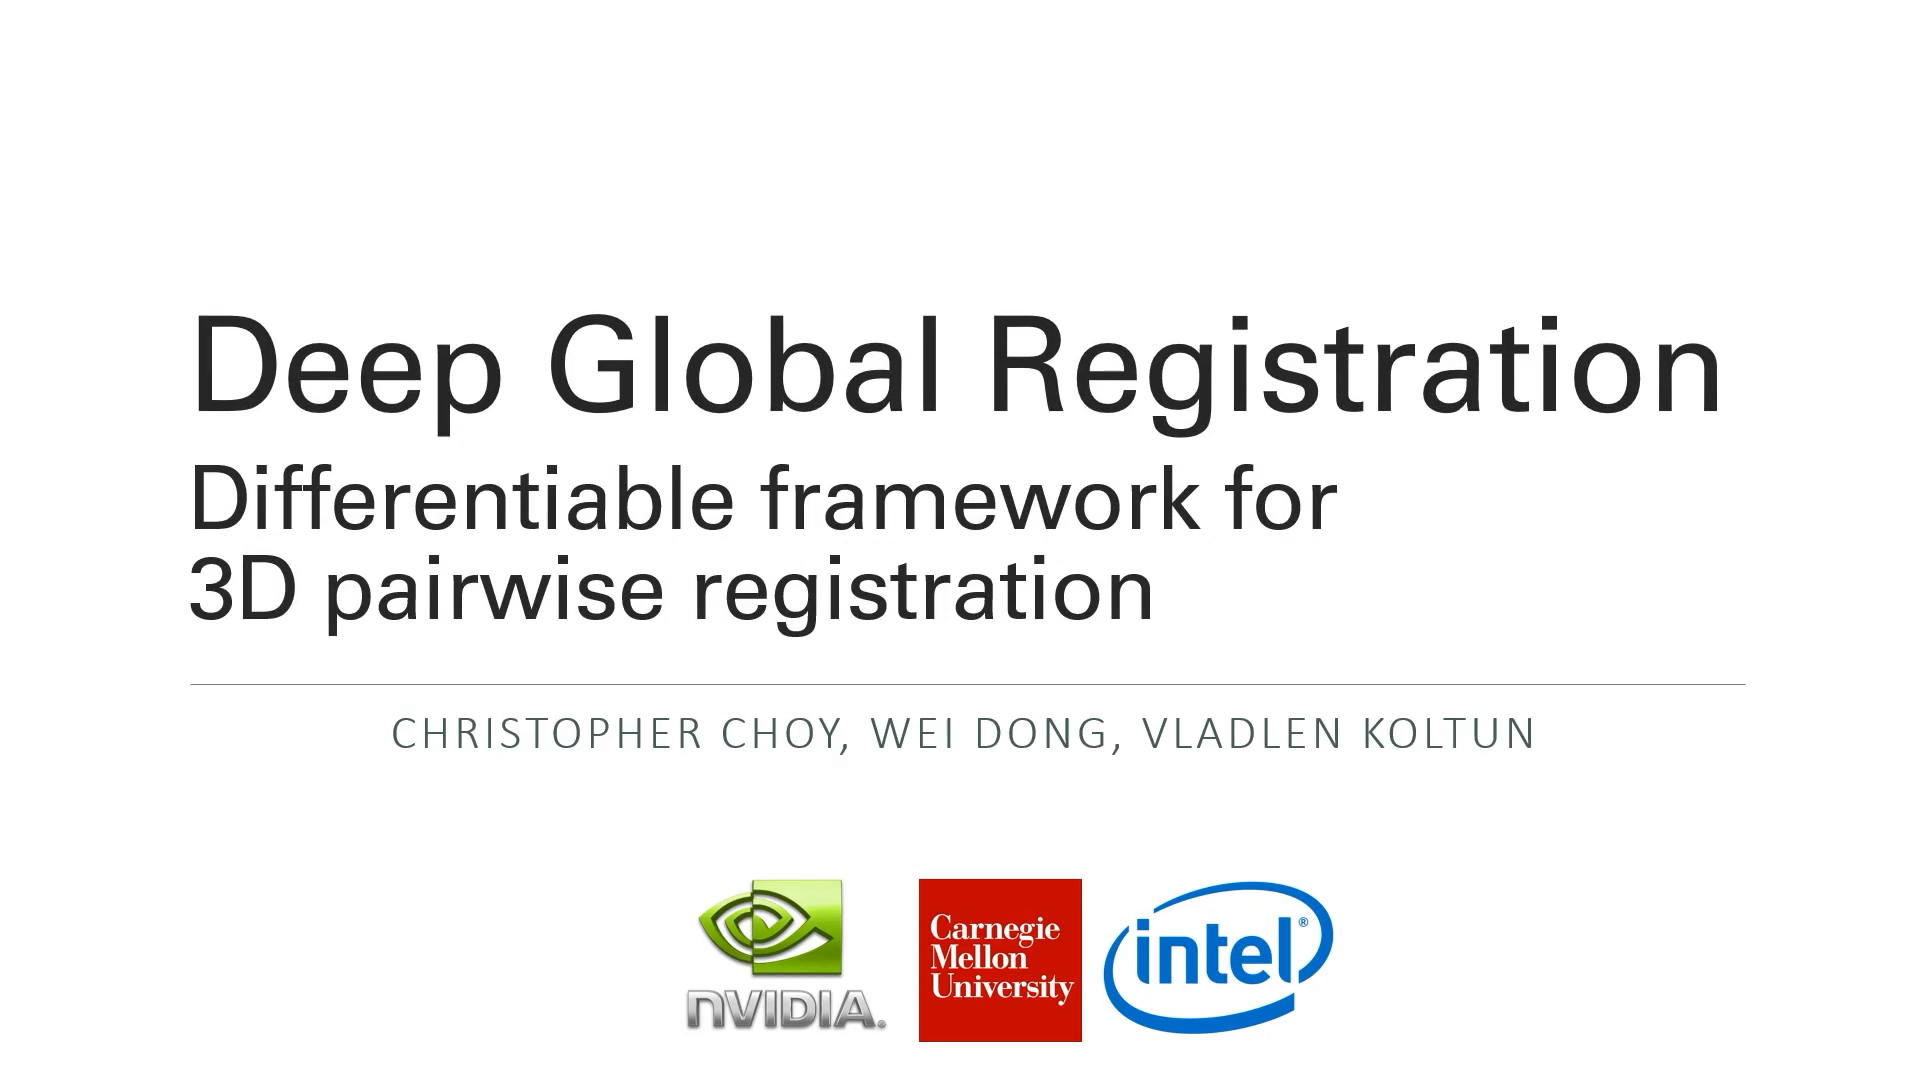 Deep Global Registration
Differentiable framework for
3D pairwise registration
CHRISTOPHER CHOY, WEI DONG, VLADLEN KOLTUN
NVIDIA®
Carnegie
Mellon
University
intel®